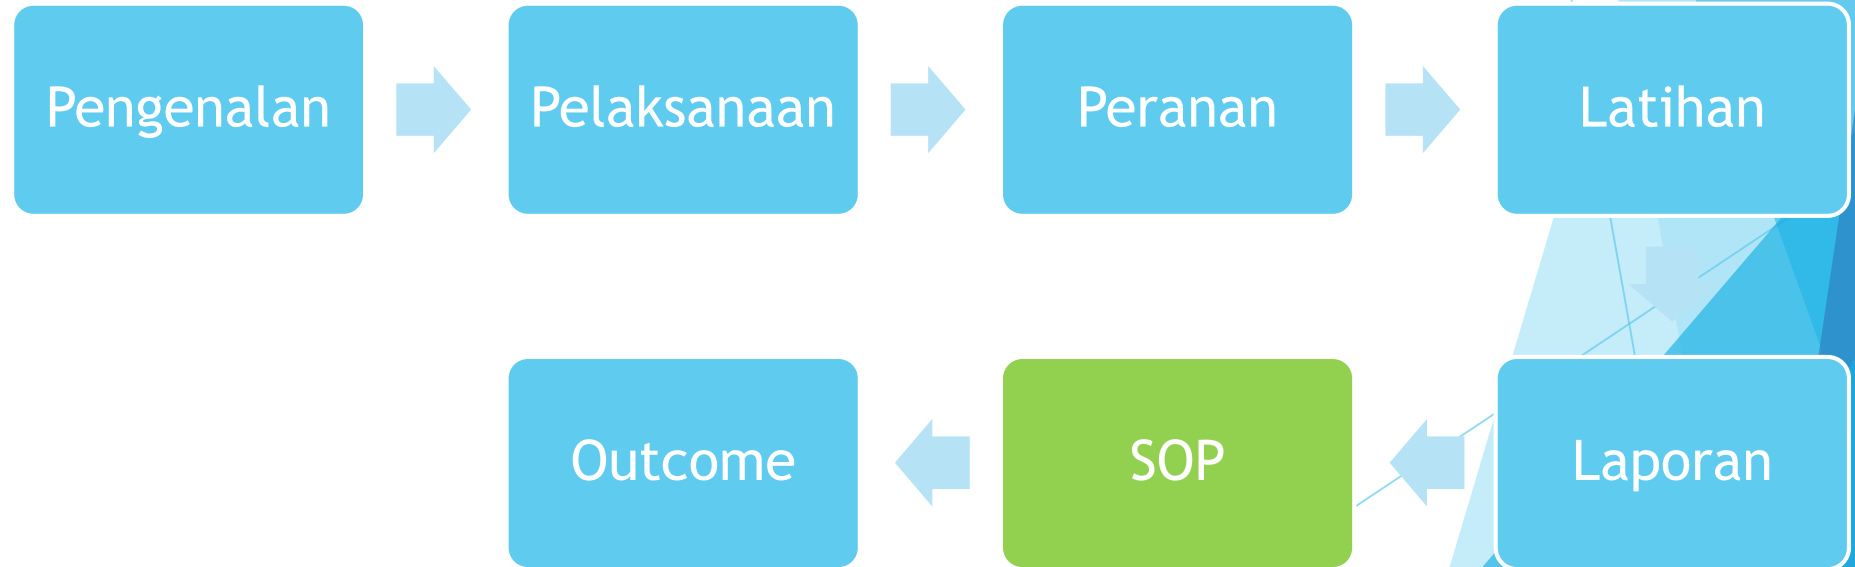 Pengenalan
Pelaksanaan
Peranan
Latihan
Laporan
SOP
Outcome